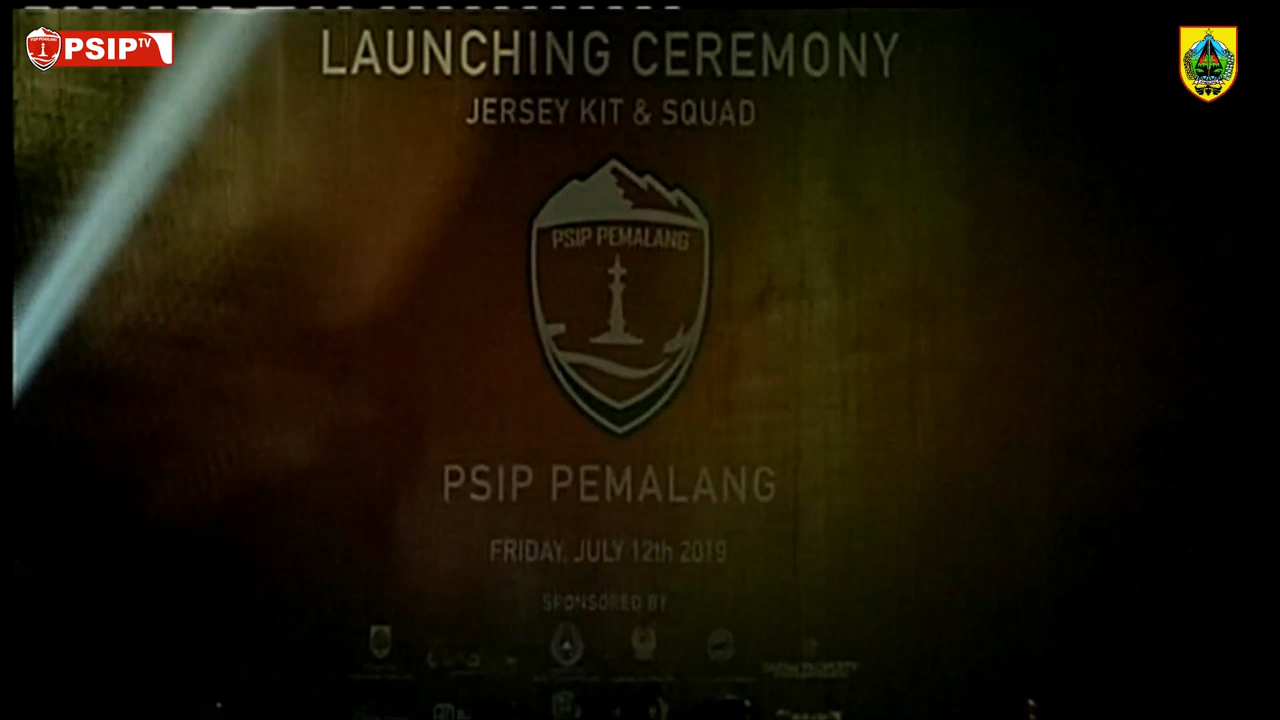 PSIP TV
LAUNCHING CEREMONY
JERSEY KIT & SQUAD
PSIP PEMALANG
PSIP PEMALANG
FRIDAY, JULY 12th 2019
SPONSORED BY